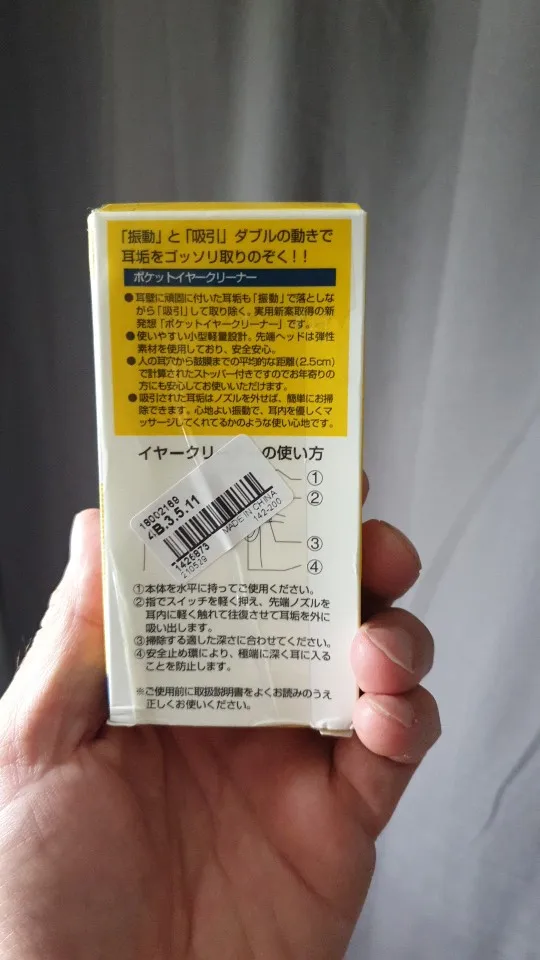 「振動」と「吸引」ダブルの動きで
耳垢をゴッソリ取りのぞく!!
ポケットイヤークリーナー
●耳壁に頑固に付いた耳垢も「振動」で落としな
がら「吸引」して取り除く。実用新案取得の新
発想「ポケットイヤークリーナー」です。
●使いやすい小型軽量設計。先端ヘッドは弾性
素材を使用しており、安全安心。
●人の耳穴から鼓膜までの平均的な距離(2.5cm)
で計算されたストッパー付きですのでお年寄りの
方にも安心してお使いいただけます。
●吸引された耳垢はノズルを外せば、簡単にお掃
除できます。心地よい振動で、耳内を優しくマ
ッサージしてくれてるかのような使い心地です。
イヤークリ の使い方
①
②
③
④
18002169
4B.3.5.11
MADE IN CHINA
142-200
1426873
210529
①本体を水平に持ってご使用ください。
②指でスイッチを軽く押え、先端ノズルを
耳内に軽く触れて往復させて耳垢を外に
吸い出します。
③掃除する適した深さに合わせてください。
④安全止め環により、極端に深く耳に入る
ことを防止します。
※ご使用前に取扱説明書をよくお読みのうえ
正しくお使いください。